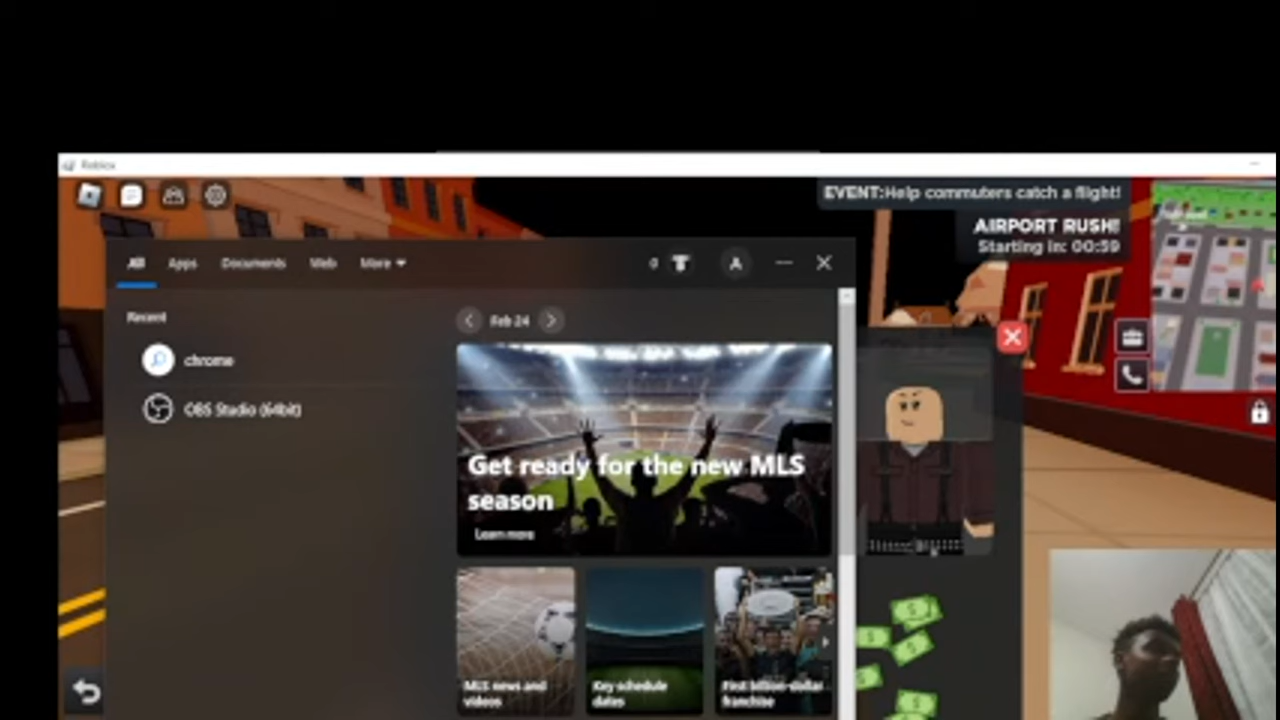 Roblox
EVENT:Help commuters catch a flight!
AIRPORT RUSH!
Starting in: 00:59
All Apps Documents Web More
0
A
Recent
Feb 24
chrome
OBS Studio (64bit)
Get ready for the new MLS
season
Learn more
MLS news and
videos
Key schedule
dates
First billion-dollar
franchise